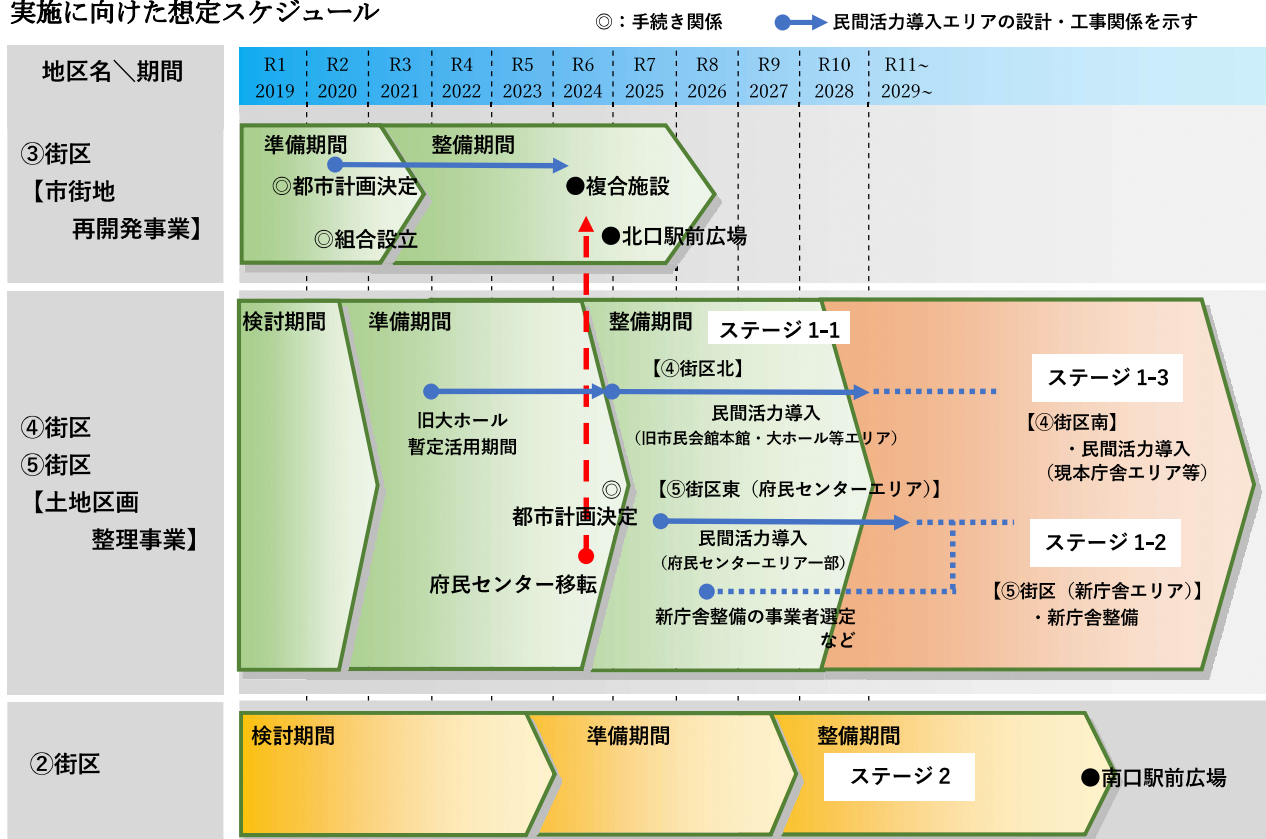 実施に向けた想定スケジュール
◎：手続き関係
民間活力導入エリアの設計・工事関係を示す
地区名＼期間
R1 R2 R3 R4 R5 R6 R7 R8 R9 R10 R11~
2019 2020 2021 2022 2023 2024 2025 2026 2027 2028 2029~
③街区
【市街地
再開発事業】
準備期間
整備期間
◎都市計画決定
●複合施設
◎組合設立
●北口駅前広場
④街区
⑤街区
【土地区画
整理事業】
検討期間
準備期間
整備期間
ステージ 1-1
【④街区北】
旧大ホール
暫定活用期間
民間活力導入
（旧市民会館本館・大ホール等エリア）
ステージ 1-3
【④街区南】
・民間活力導入
（現本庁舎エリア等）
◎
都市計画決定
【⑤街区東（府民センターエリア）】
民間活力導入
（府民センターエリア一部）
府民センター移転
新庁舎整備の事業者選定
など
ステージ 1-2
【⑤街区（新庁舎エリア）】
・新庁舎整備
②街区
検討期間
準備期間
整備期間
ステージ 2
●南口駅前広場